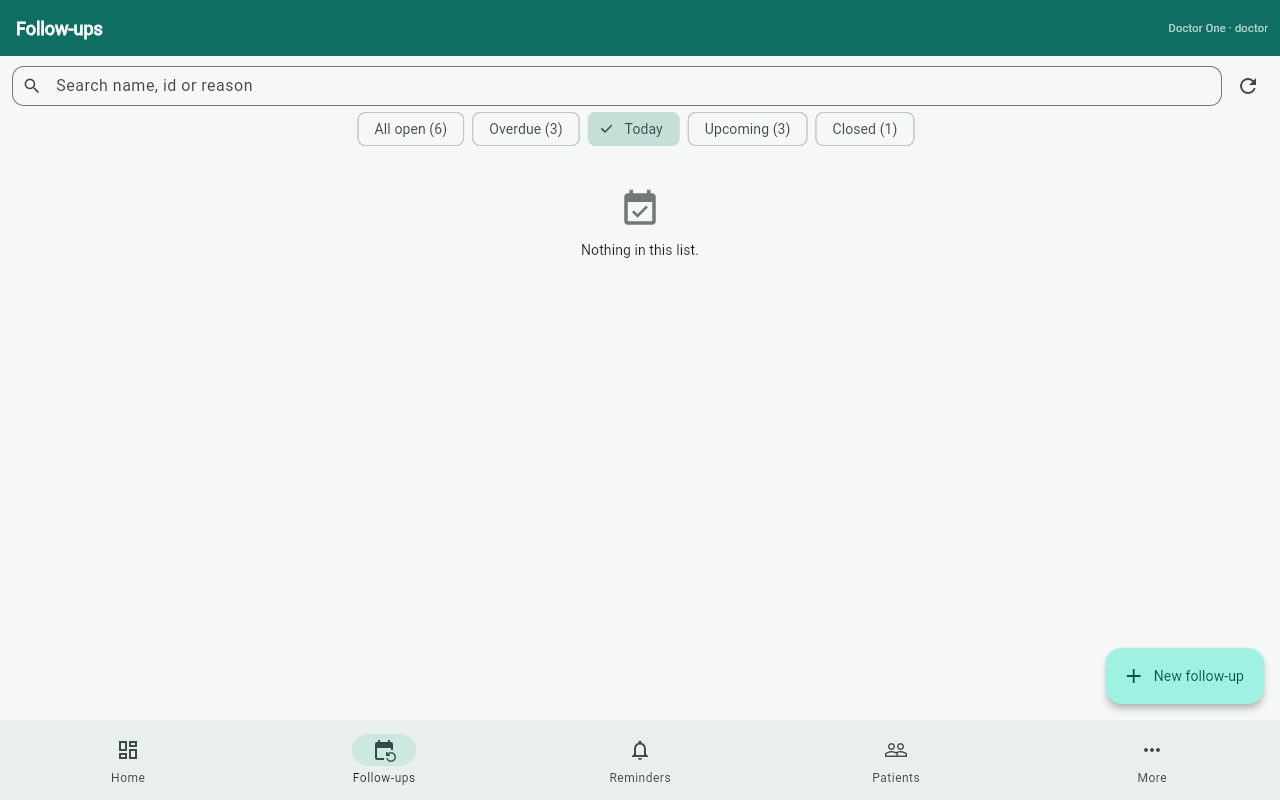 Follow-ups
Doctor One · doctor
Search name, id or reason
All open (6)
Overdue (3)
Today
Upcoming (3)
Closed (1)
Nothing in this list.
New follow-up
Home
Follow-ups
Reminders
Patients
More